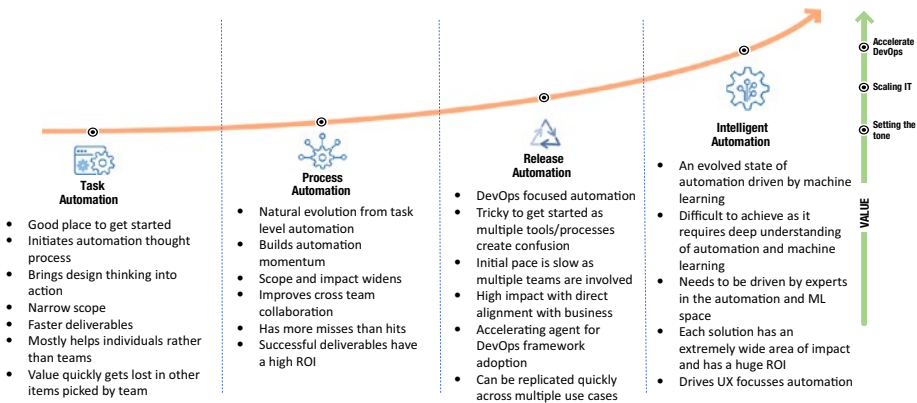 Task
Automation
• Good place to get started
• Initiates automation thought
process
• Brings design thinking into
action
• Narrow scope
• Faster deliverables
• Mostly helps individuals rather
than teams
• Value quickly gets lost in other
items picked by team
Process
Automation
• Natural evolution from task
level automation
• Builds automation
momentum
• Scope and impact widens
• Improves cross team
collaboration
• Has more misses than hits
• Successful deliverables have
a high ROI
Release
Automation
• DevOps focused automation
• Tricky to get started as
multiple tools/processes
create confusion
• Initial pace is slow as
multiple teams are involved
• High impact with direct
alignment with business
• Accelerating agent for
DevOps framework
adoption
• Can be replicated quickly
across multiple use cases
Intelligent
Automation
• An evolved state of
automation driven by machine
learning
• Difficult to achieve as it
requires deep understanding
of automation and machine
learning
• Needs to be driven by experts
in the automation and ML
space
• Each solution has an
extremely wide area of impact
and has a huge ROI
• Drives UX focusses automation
Accelerate
DevOps
Scaling IT
Setting the
tone
VALUE